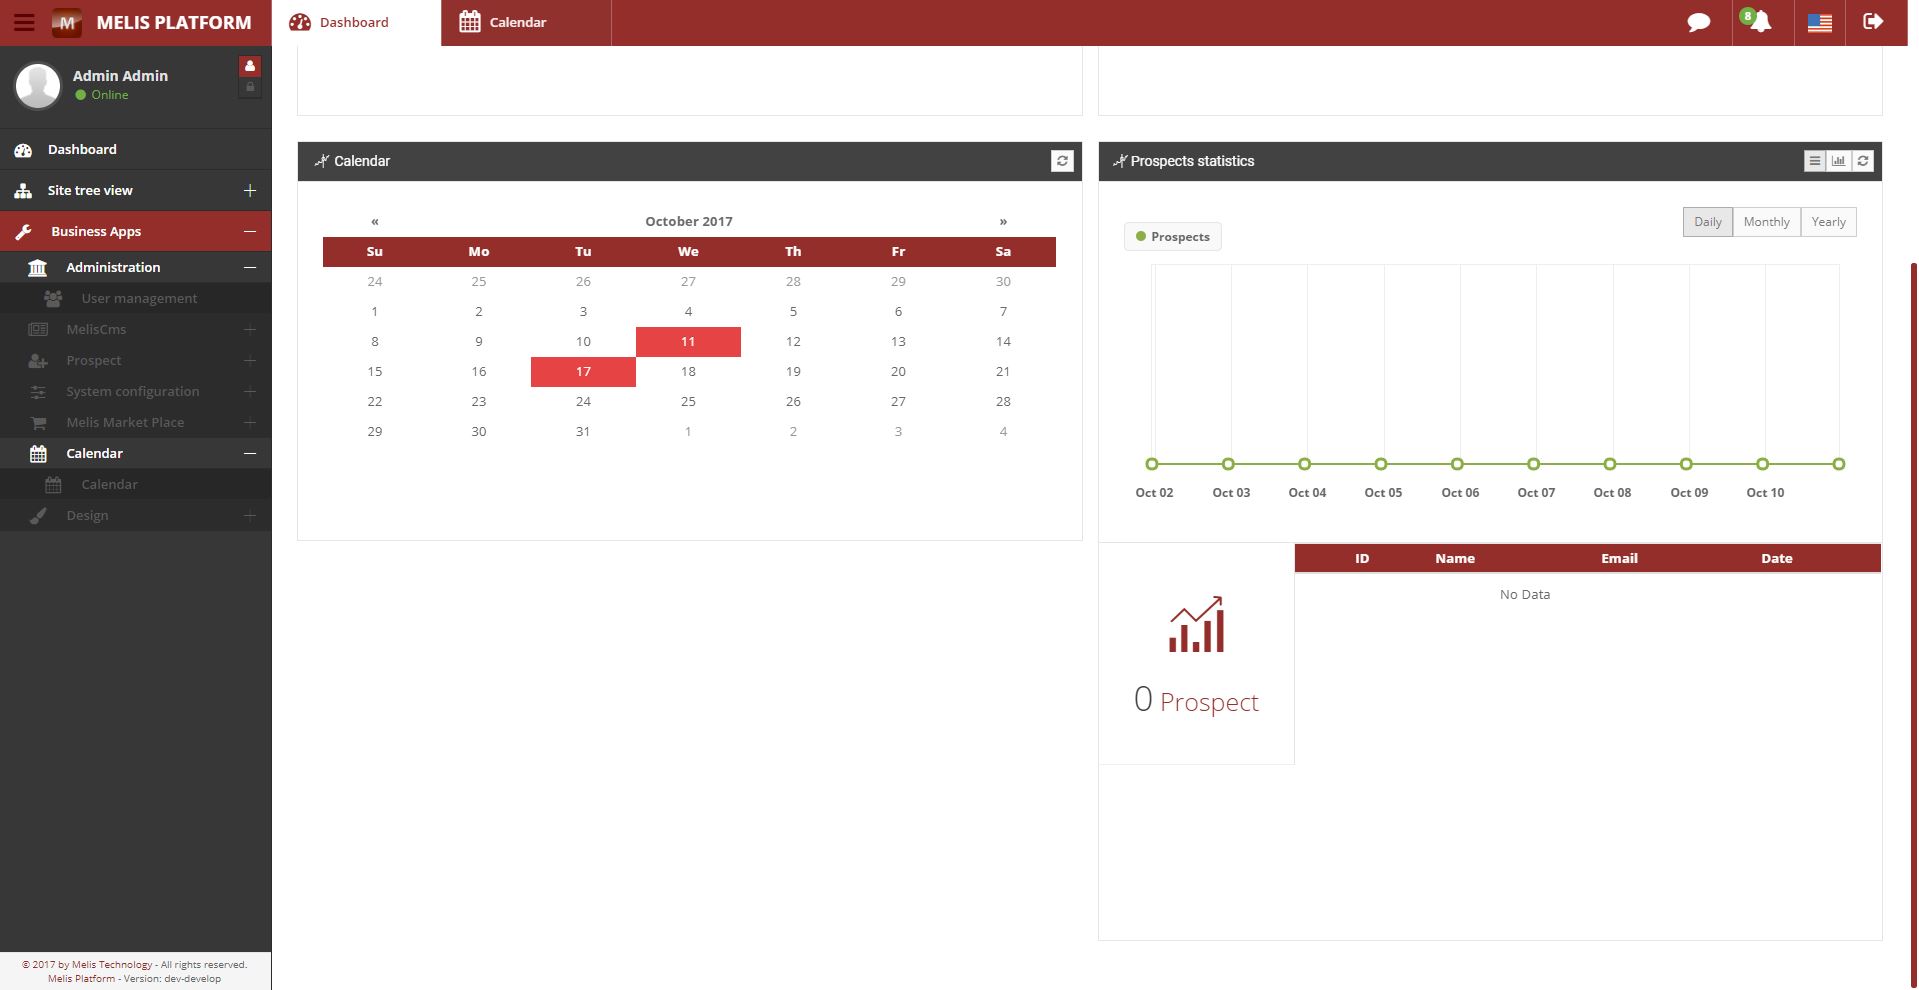 MELIS PLATFORM
Dashboard
Calendar
8
Admin Admin
Online
Dashboard
Site tree view
Business Apps
Administration
User management
MelisCms
Prospect
System configuration
Melis Market Place
Calendar
Calendar
Design
© 2017 by Melis Technology - All rights reserved.
Melis Platform - Version: dev-develop
Calendar
« October 2017 »
Su Mo Tu We Th Fr Sa
24 25 26 27 28 29 30
1 2 3 4 5 6 7
8 9 10 11 12 13 14
15 16 17 18 19 20 21
22 23 24 25 26 27 28
29 30 31 1 2 3 4
Prospects statistics
Daily Monthly Yearly
Prospects
Oct 02 Oct 03 Oct 04 Oct 05 Oct 06 Oct 07 Oct 08 Oct 09 Oct 10
0 Prospect
ID Name Email Date
No Data